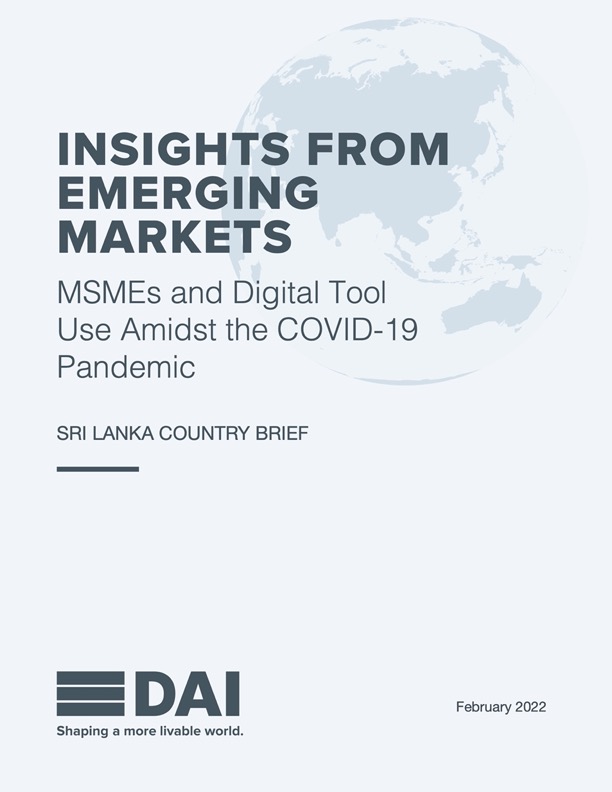 INSIGHTS FROM
EMERGING
MARKETS
MSMEs and Digital Tool
Use Amidst the COVID-19
Pandemic
SRI LANKA COUNTRY BRIEF
DAI
Shaping a more livable world.
February 2022